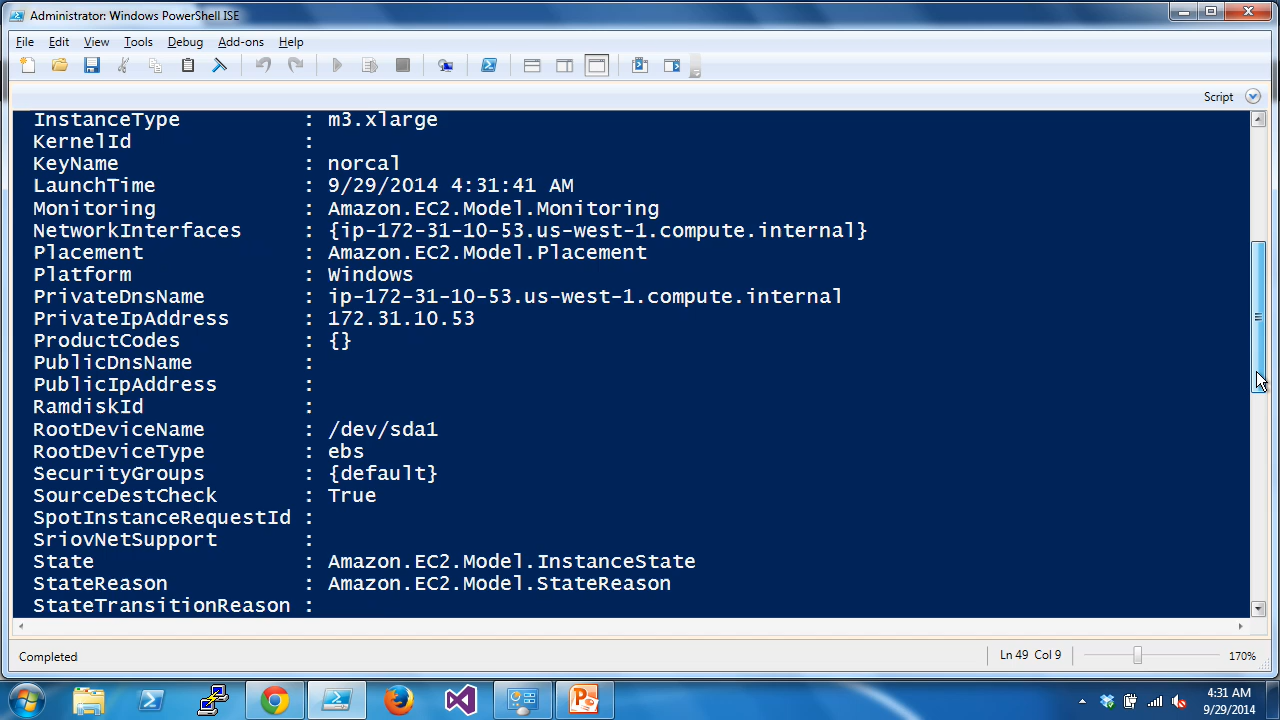 Administrator: Windows PowerShell ISE
File Edit View Tools Debug Add-ons Help
Script
InstanceType : m3.xlarge
KernelId :
KeyName : norcal
LaunchTime : 9/29/2014 4:31:41 AM
Monitoring : Amazon.EC2.Model.Monitoring
NetworkInterfaces : {ip-172-31-10-53.us-west-1.compute.internal}
Placement : Amazon.EC2.Model.Placement
Platform : Windows
PrivateDnsName : ip-172-31-10-53.us-west-1.compute.internal
PrivateIpAddress : 172.31.10.53
ProductCodes : {}
PublicDnsName :
PublicIpAddress :
RamdiskId :
RootDeviceName : /dev/sda1
RootDeviceType : ebs
SecurityGroups : {default}
SourceDestCheck : True
SpotInstanceRequestId :
SriovNetSupport :
State : Amazon.EC2.Model.InstanceState
StateReason : Amazon.EC2.Model.StateReason
StateTransitionReason :
Completed Ln 49 Col 9 170%
4:31 AM
9/29/2014